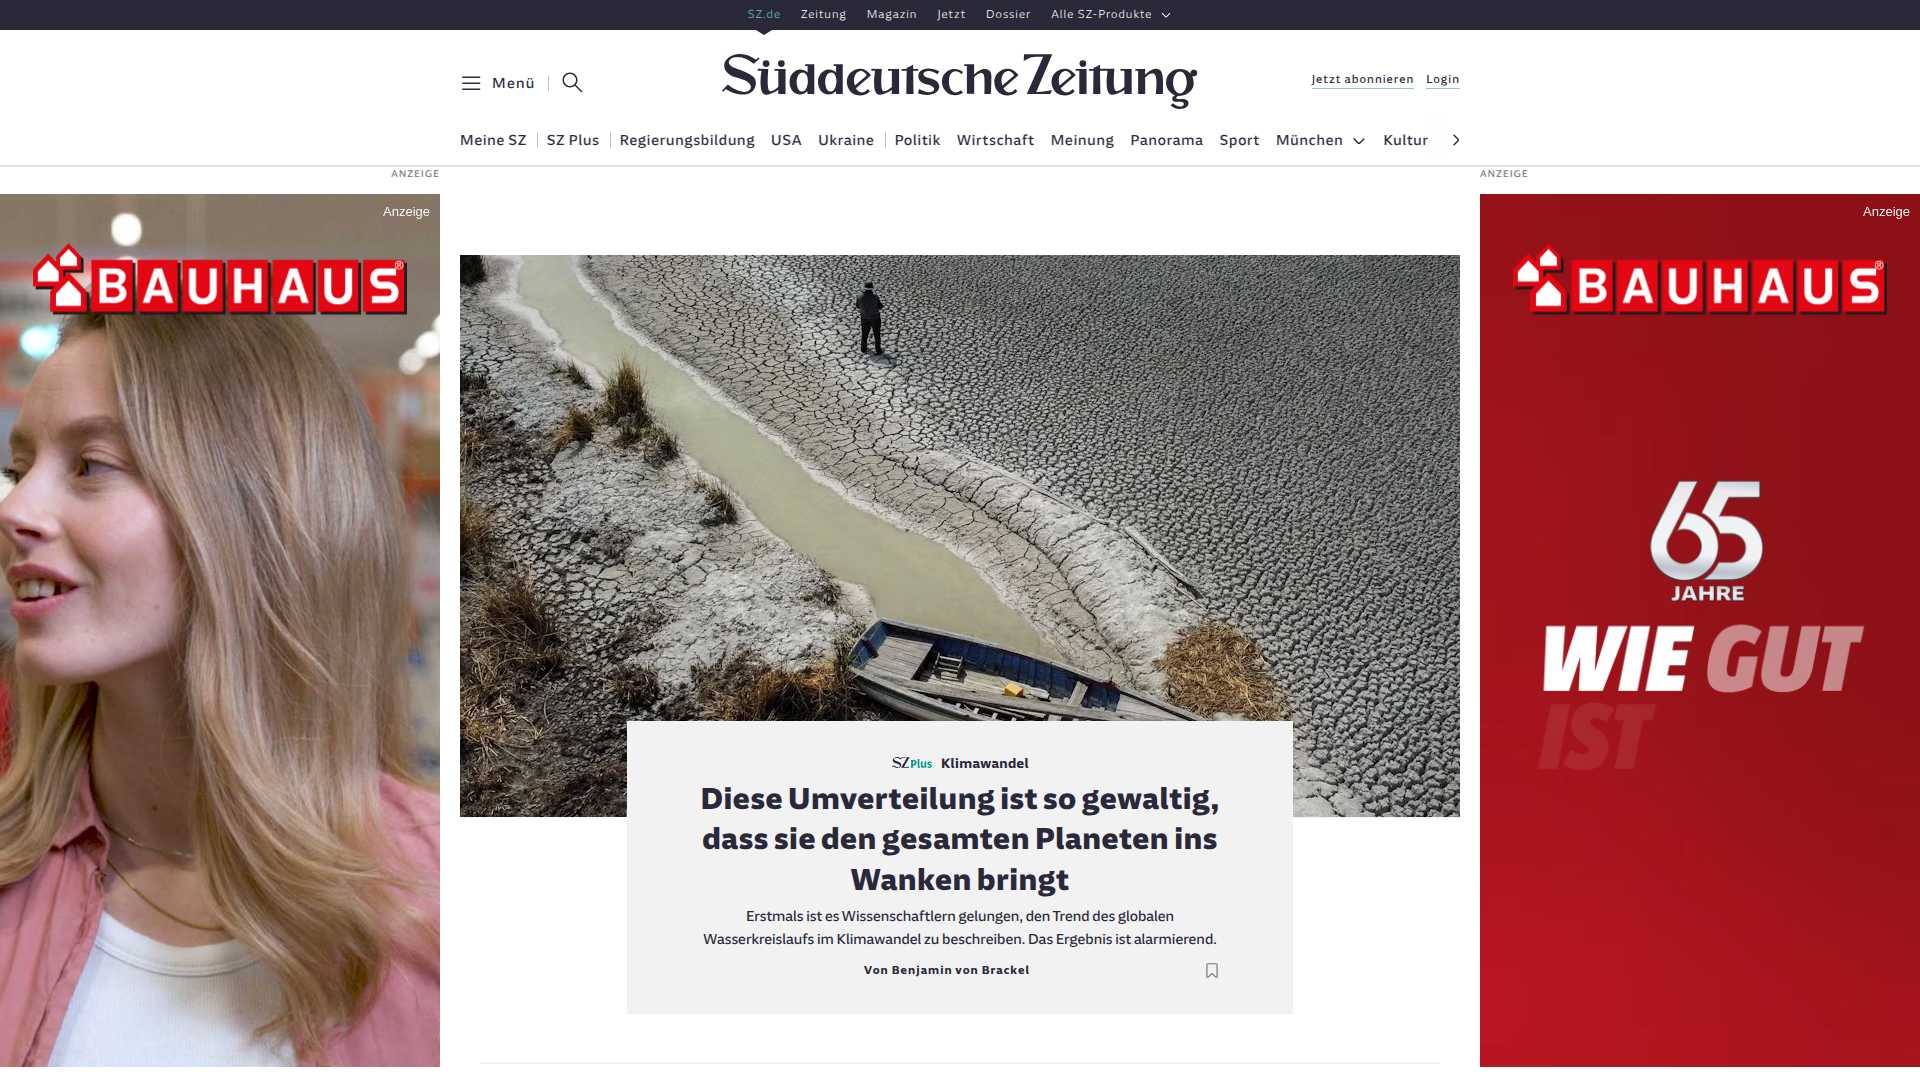 SZ.de Zeitung Magazin Jetzt Dossier Alle SZ-Produkte
Menü
Süddeutsche Zeitung
Jetzt abonnieren Login
Meine SZ SZ Plus Regierungsbildung USA Ukraine Politik Wirtschaft Meinung Panorama Sport München Kultur
ANZEIGE
ANZEIGE
Anzeige
BAUHAUS®
Anzeige
BAUHAUS®
65
JAHRE
WIE GUT
IST
SZ Plus Klimawandel
Diese Umverteilung ist so gewaltig,
dass sie den gesamten Planeten ins
Wanken bringt
Erstmals ist es Wissenschaftlern gelungen, den Trend des globalen
Wasserkreislaufs im Klimawandel zu beschreiben. Das Ergebnis ist alarmierend.
Von Benjamin von Brackel